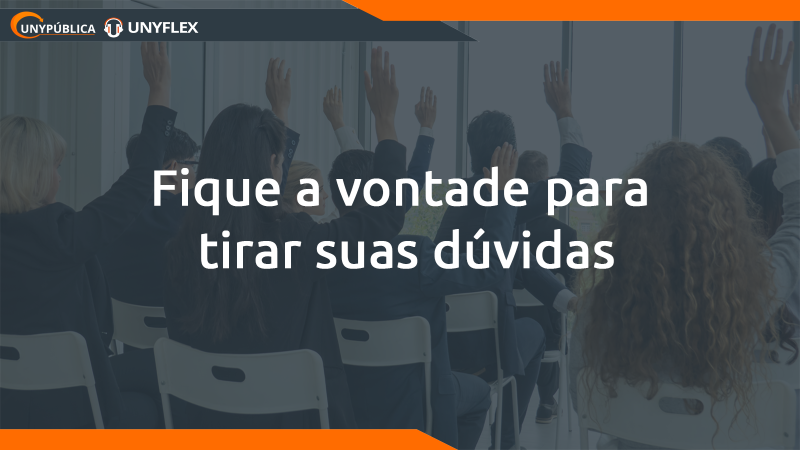 UNYPÚBLICA UNYFLEX
Fique a vontade para
tirar suas dúvidas